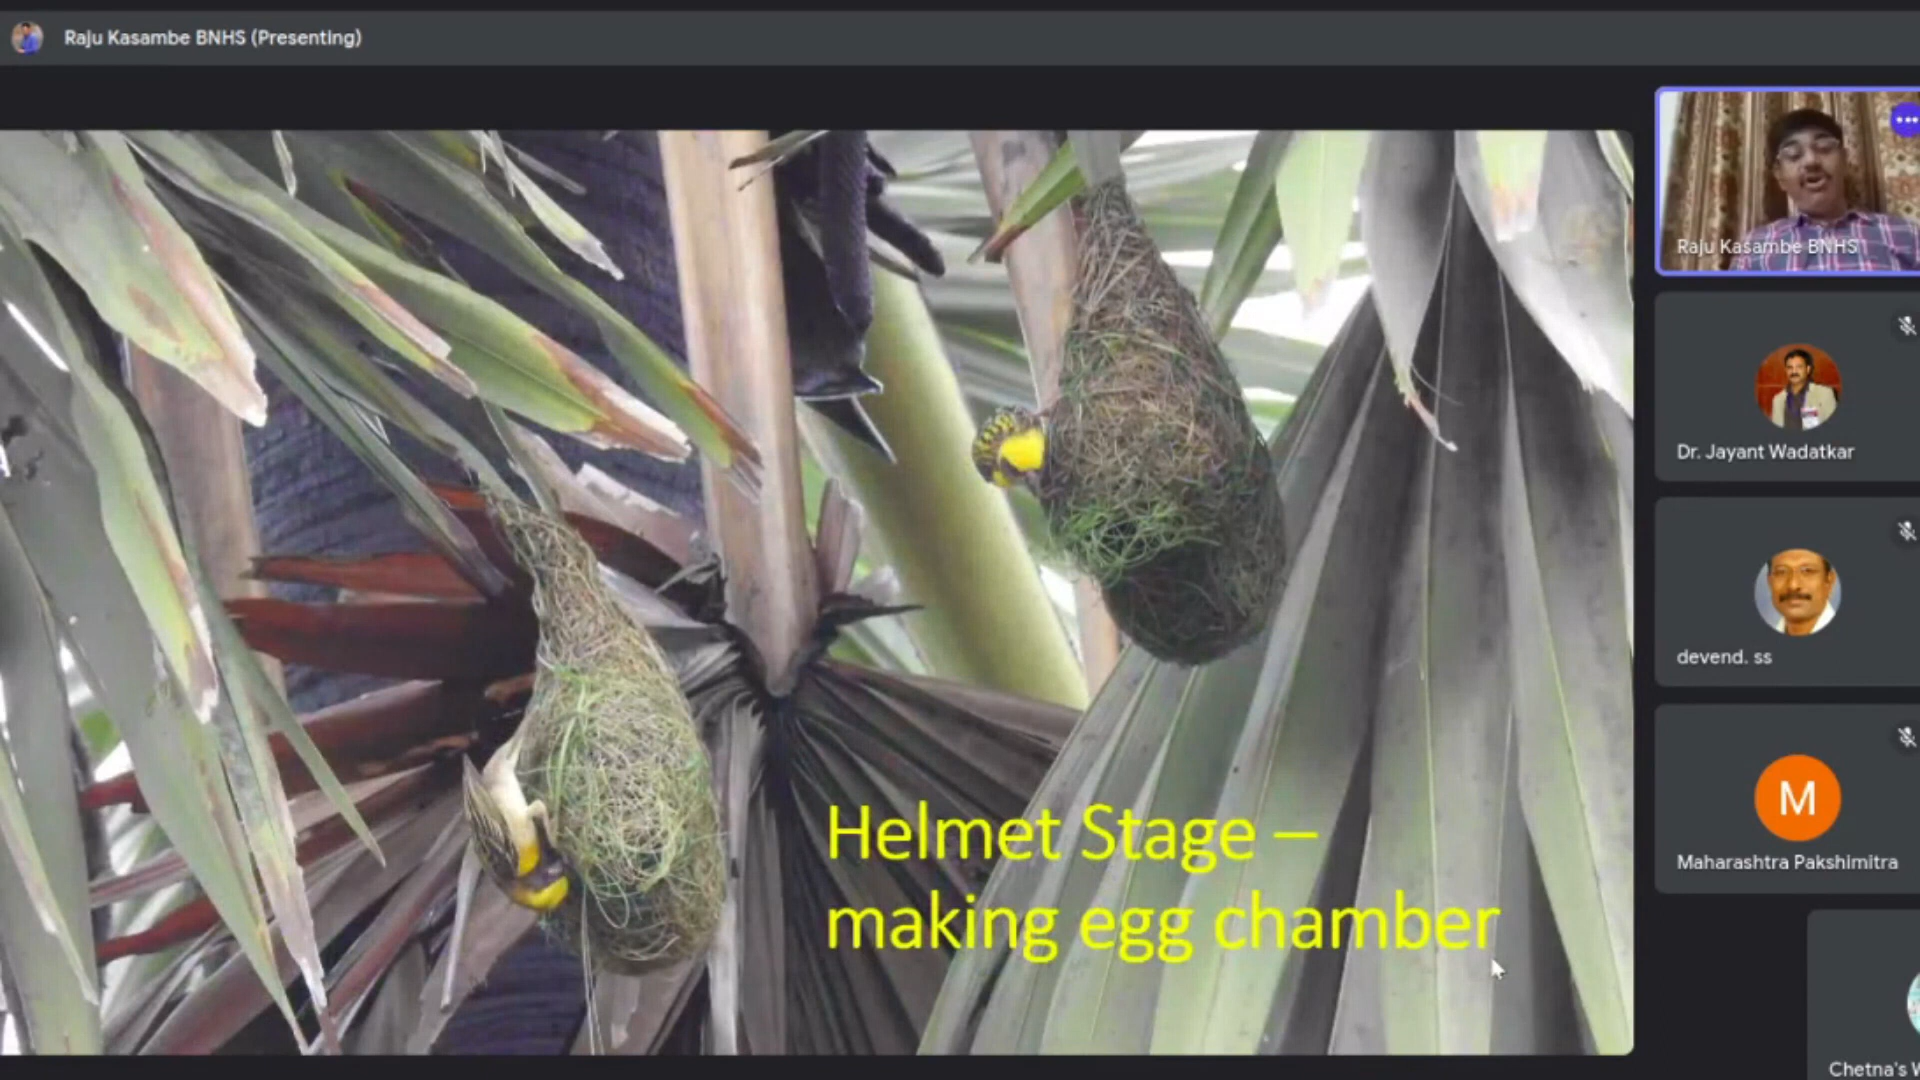 Raju Kasambe BNHS (Presenting)
Raju Kasambe BNHS
Dr. Jayant Wadatkar
devend. ss
M
Maharashtra Pakshimitra
Helmet Stage –
making egg chamber
Chetna's